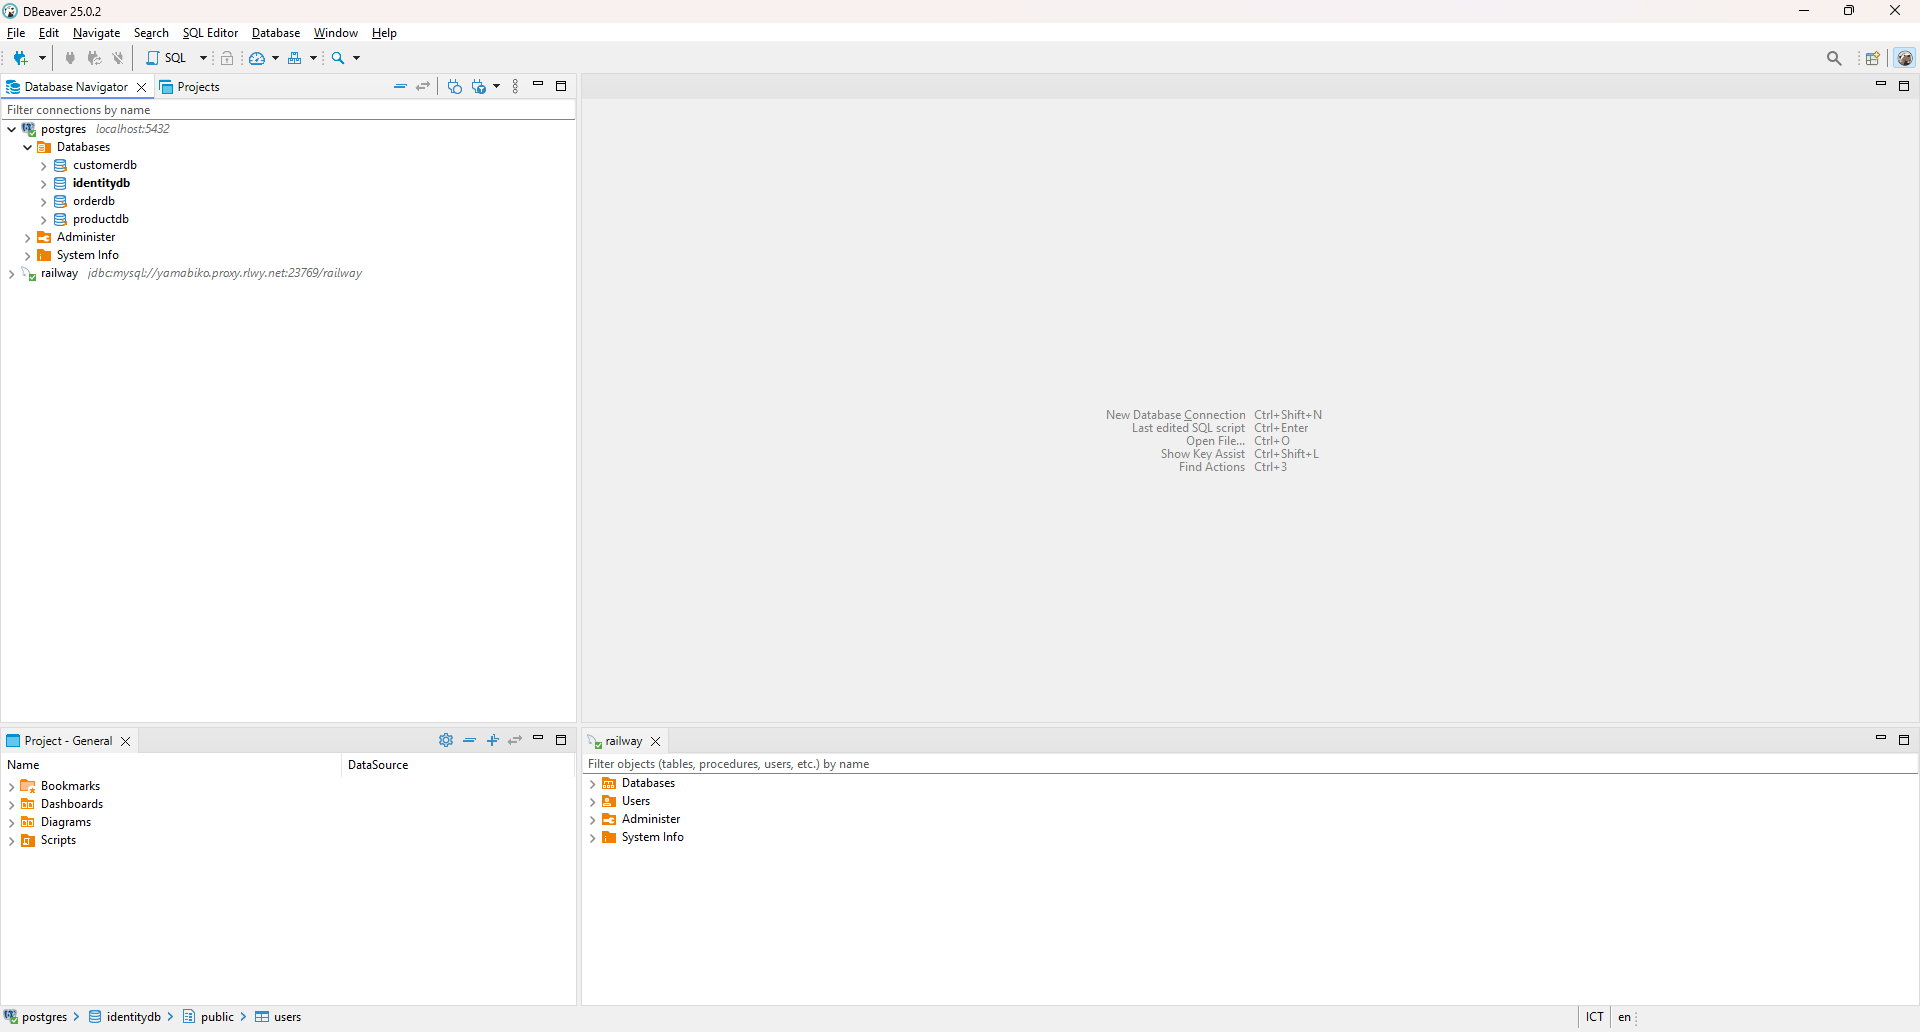 DBeaver 25.0.2
File Edit Navigate Search SQL Editor Database Window Help
SQL
Database Navigator Projects
Filter connections by name
postgres localhost:5432
Databases
customerdb
identitydb
orderdb
productdb
Administer
System Info
railway jdbc:mysql://yamabiko.proxy.rlwy.net:23769/railway
New Database Connection Ctrl+Shift+N
Last edited SQL script Ctrl+Enter
Open File... Ctrl+O
Show Key Assist Ctrl+Shift+L
Find Actions Ctrl+3
Project - General
Name DataSource
Bookmarks
Dashboards
Diagrams
Scripts
railway
Filter objects (tables, procedures, users, etc.) by name
Databases
Users
Administer
System Info
postgres identitydb public users
ICT en